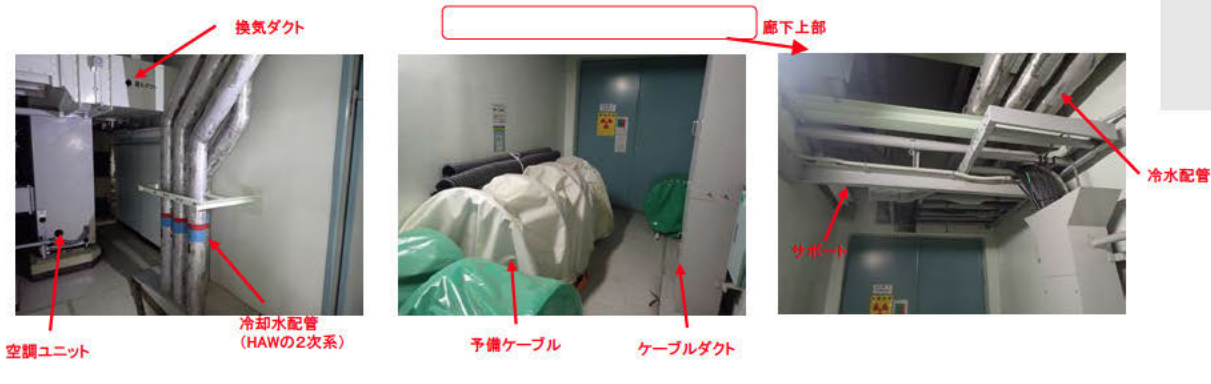 換気ダクト
廊下上部
冷水配管
サポート
空調ユニット
冷却水配管
(HAWの2次系)
予備ケーブル
ケーブルダクト